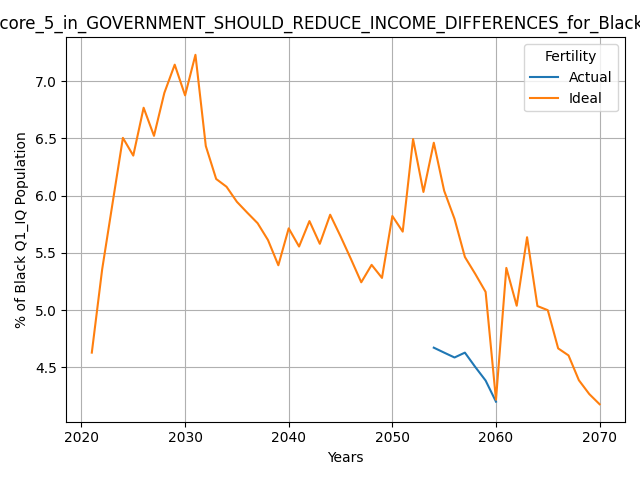 core_5_in_GOVERNMENT_SHOULD_REDUCE_INCOME_DIFFERENCES_for_Black
Fertility
Actual
Ideal
% of Black Q1_IQ Population
7.0
6.5
6.0
5.5
5.0
4.5
2020 2030 2040 2050 2060 2070
Years